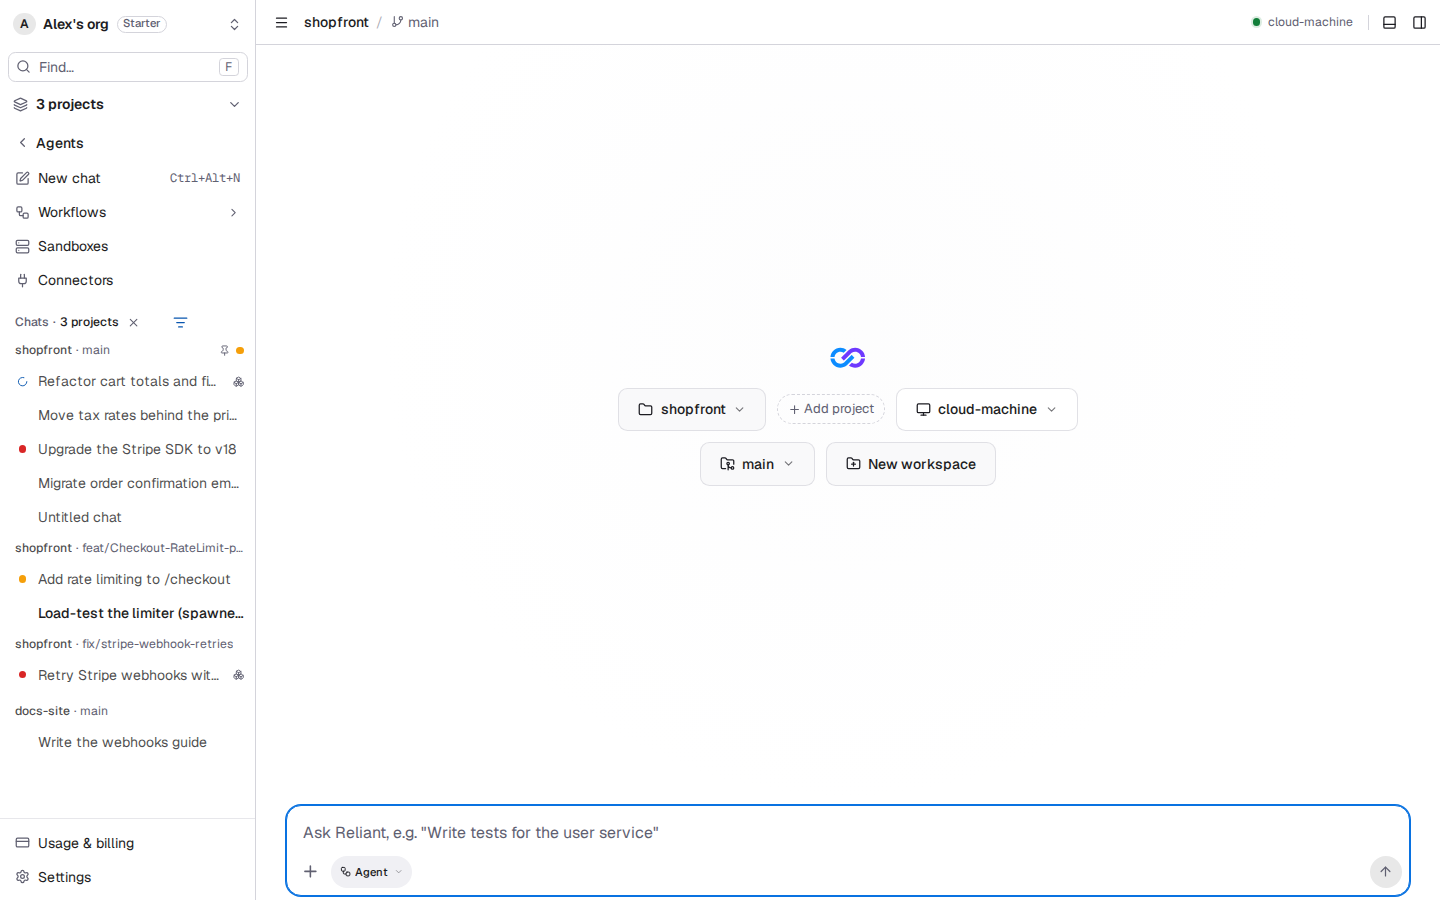 A Alex's org Starter
Find... F
3 projects
Agents
New chat Ctrl+Alt+N
Workflows
Sandboxes
Connectors
Chats · 3 projects
shopfront · main
Refactor cart totals and fi...
Move tax rates behind the pri...
Upgrade the Stripe SDK to v18
Migrate order confirmation em...
Untitled chat
shopfront · feat/Checkout-RateLimit-p...
Add rate limiting to /checkout
Load-test the limiter (spawne...
shopfront · fix/stripe-webhook-retries
Retry Stripe webhooks wit...
docs-site · main
Write the webhooks guide
Usage & billing
Settings
shopfront / main
cloud-machine
shopfront
Add project
cloud-machine
main
New workspace
Ask Reliant, e.g. "Write tests for the user service"
Agent